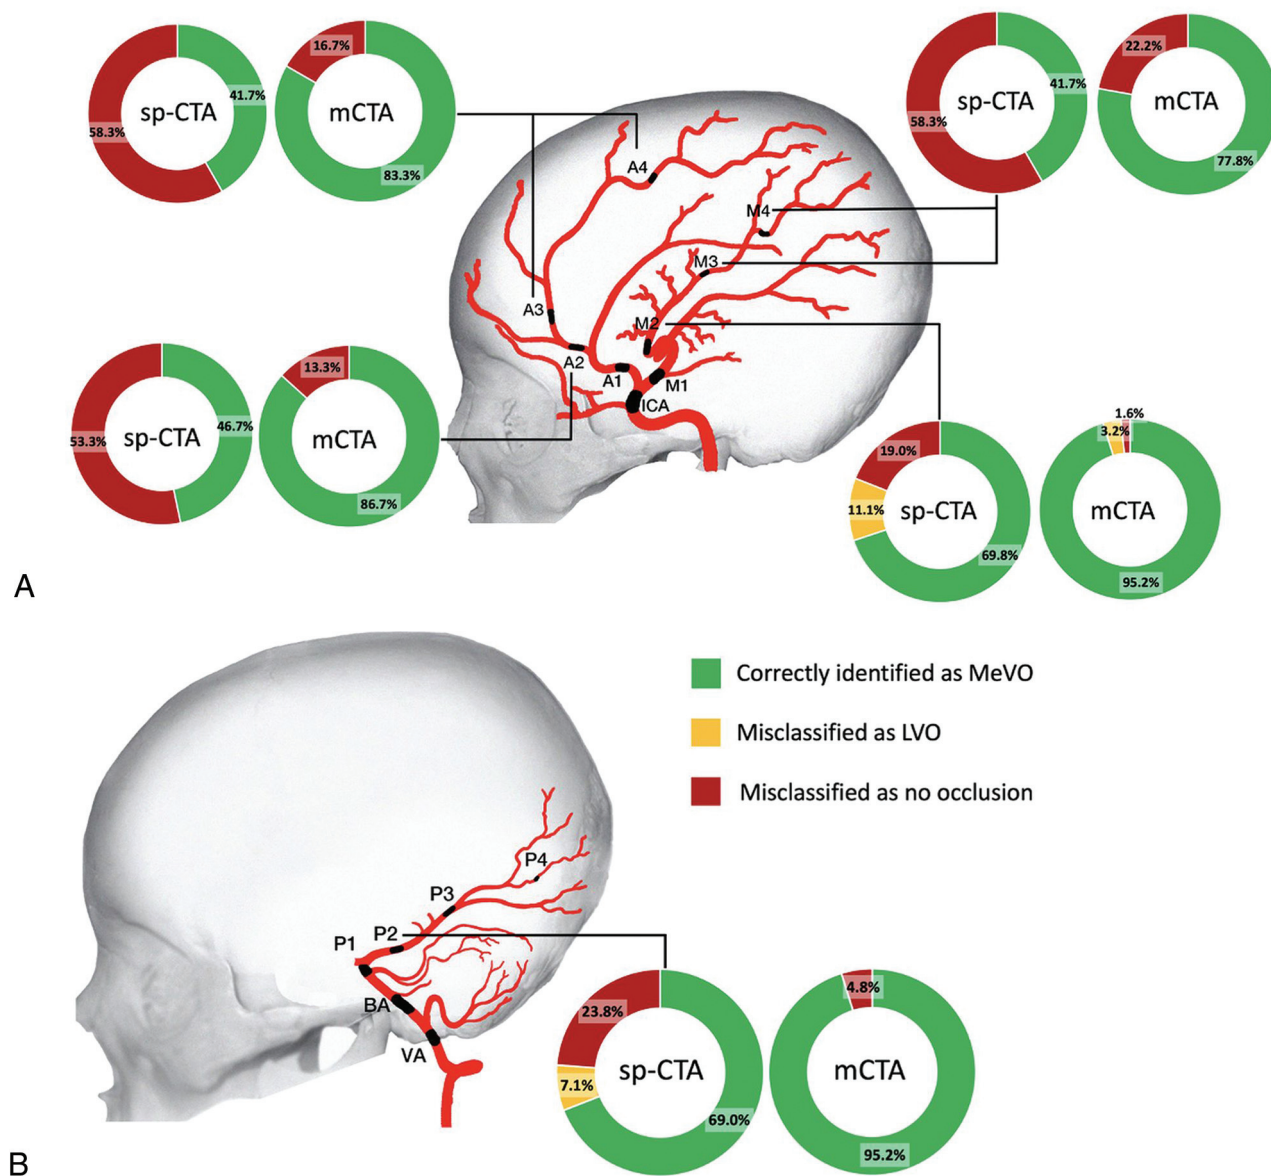 16.7%
22.2%
41.7%
sp-CTA
mCTA
58.3%
83.3%
41.7%
sp-CTA
mCTA
58.3%
77.8%
A4
M4
M3
A3
M2
A2
A1
M1
ICA
13.3%
53.3%
sp-CTA
46.7%
mCTA
86.7%
1.6%
3.2%
19.0%
11.1%
sp-CTA
mCTA
69.8%
95.2%
A
Correctly identified as MeVO
Misclassified as LVO
Misclassified as no occlusion
P4
P3
P2
P1
BA
VA
23.8%
4.8%
sp-CTA
mCTA
7.1%
69.0%
95.2%
B